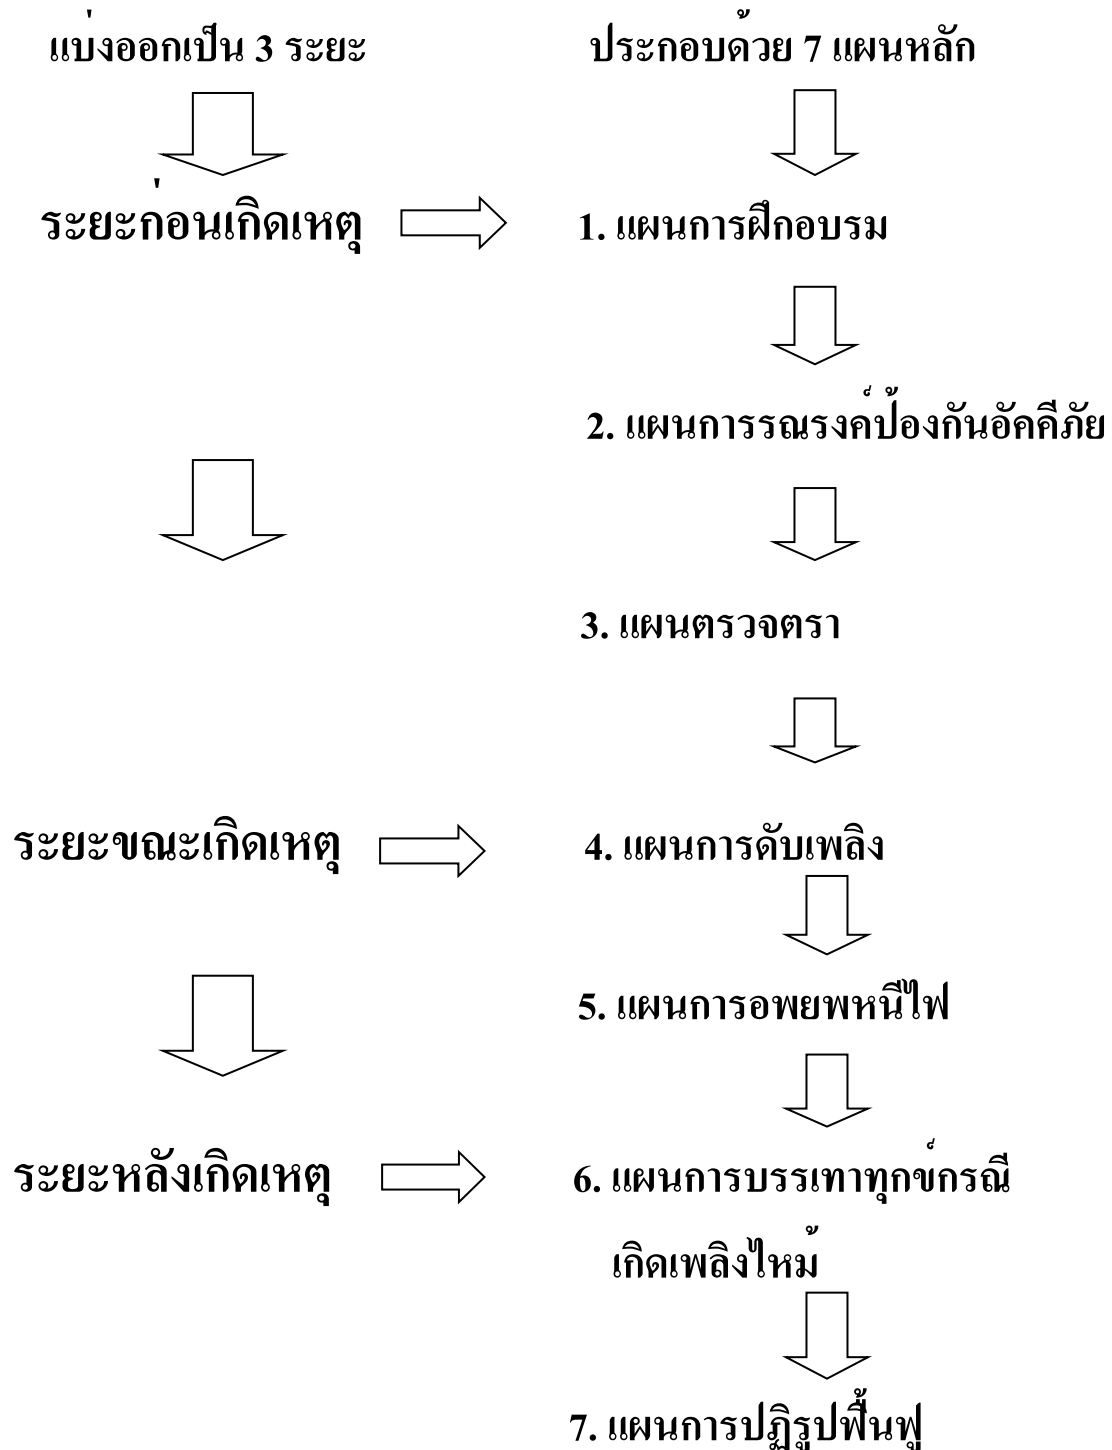 แบ่งออกเป็น 3 ระยะ
ประกอบด้วย 7 แผนหลัก
ระยะก่อนเกิดเหตุ
1. แผนการฝึกอบรม
2. แผนการรณรงค์ป้องกันอัคคีภัย
3. แผนตรวจตรา
ระยะขณะเกิดเหตุ
4. แผนการดับเพลิง
5. แผนการอพยพหนีไฟ
ระยะหลังเกิดเหตุ
6. แผนการบรรเทาทุกข์กรณี
เกิดเพลิงไหม้
7. แผนการปฏิรูปฟื้นฟู